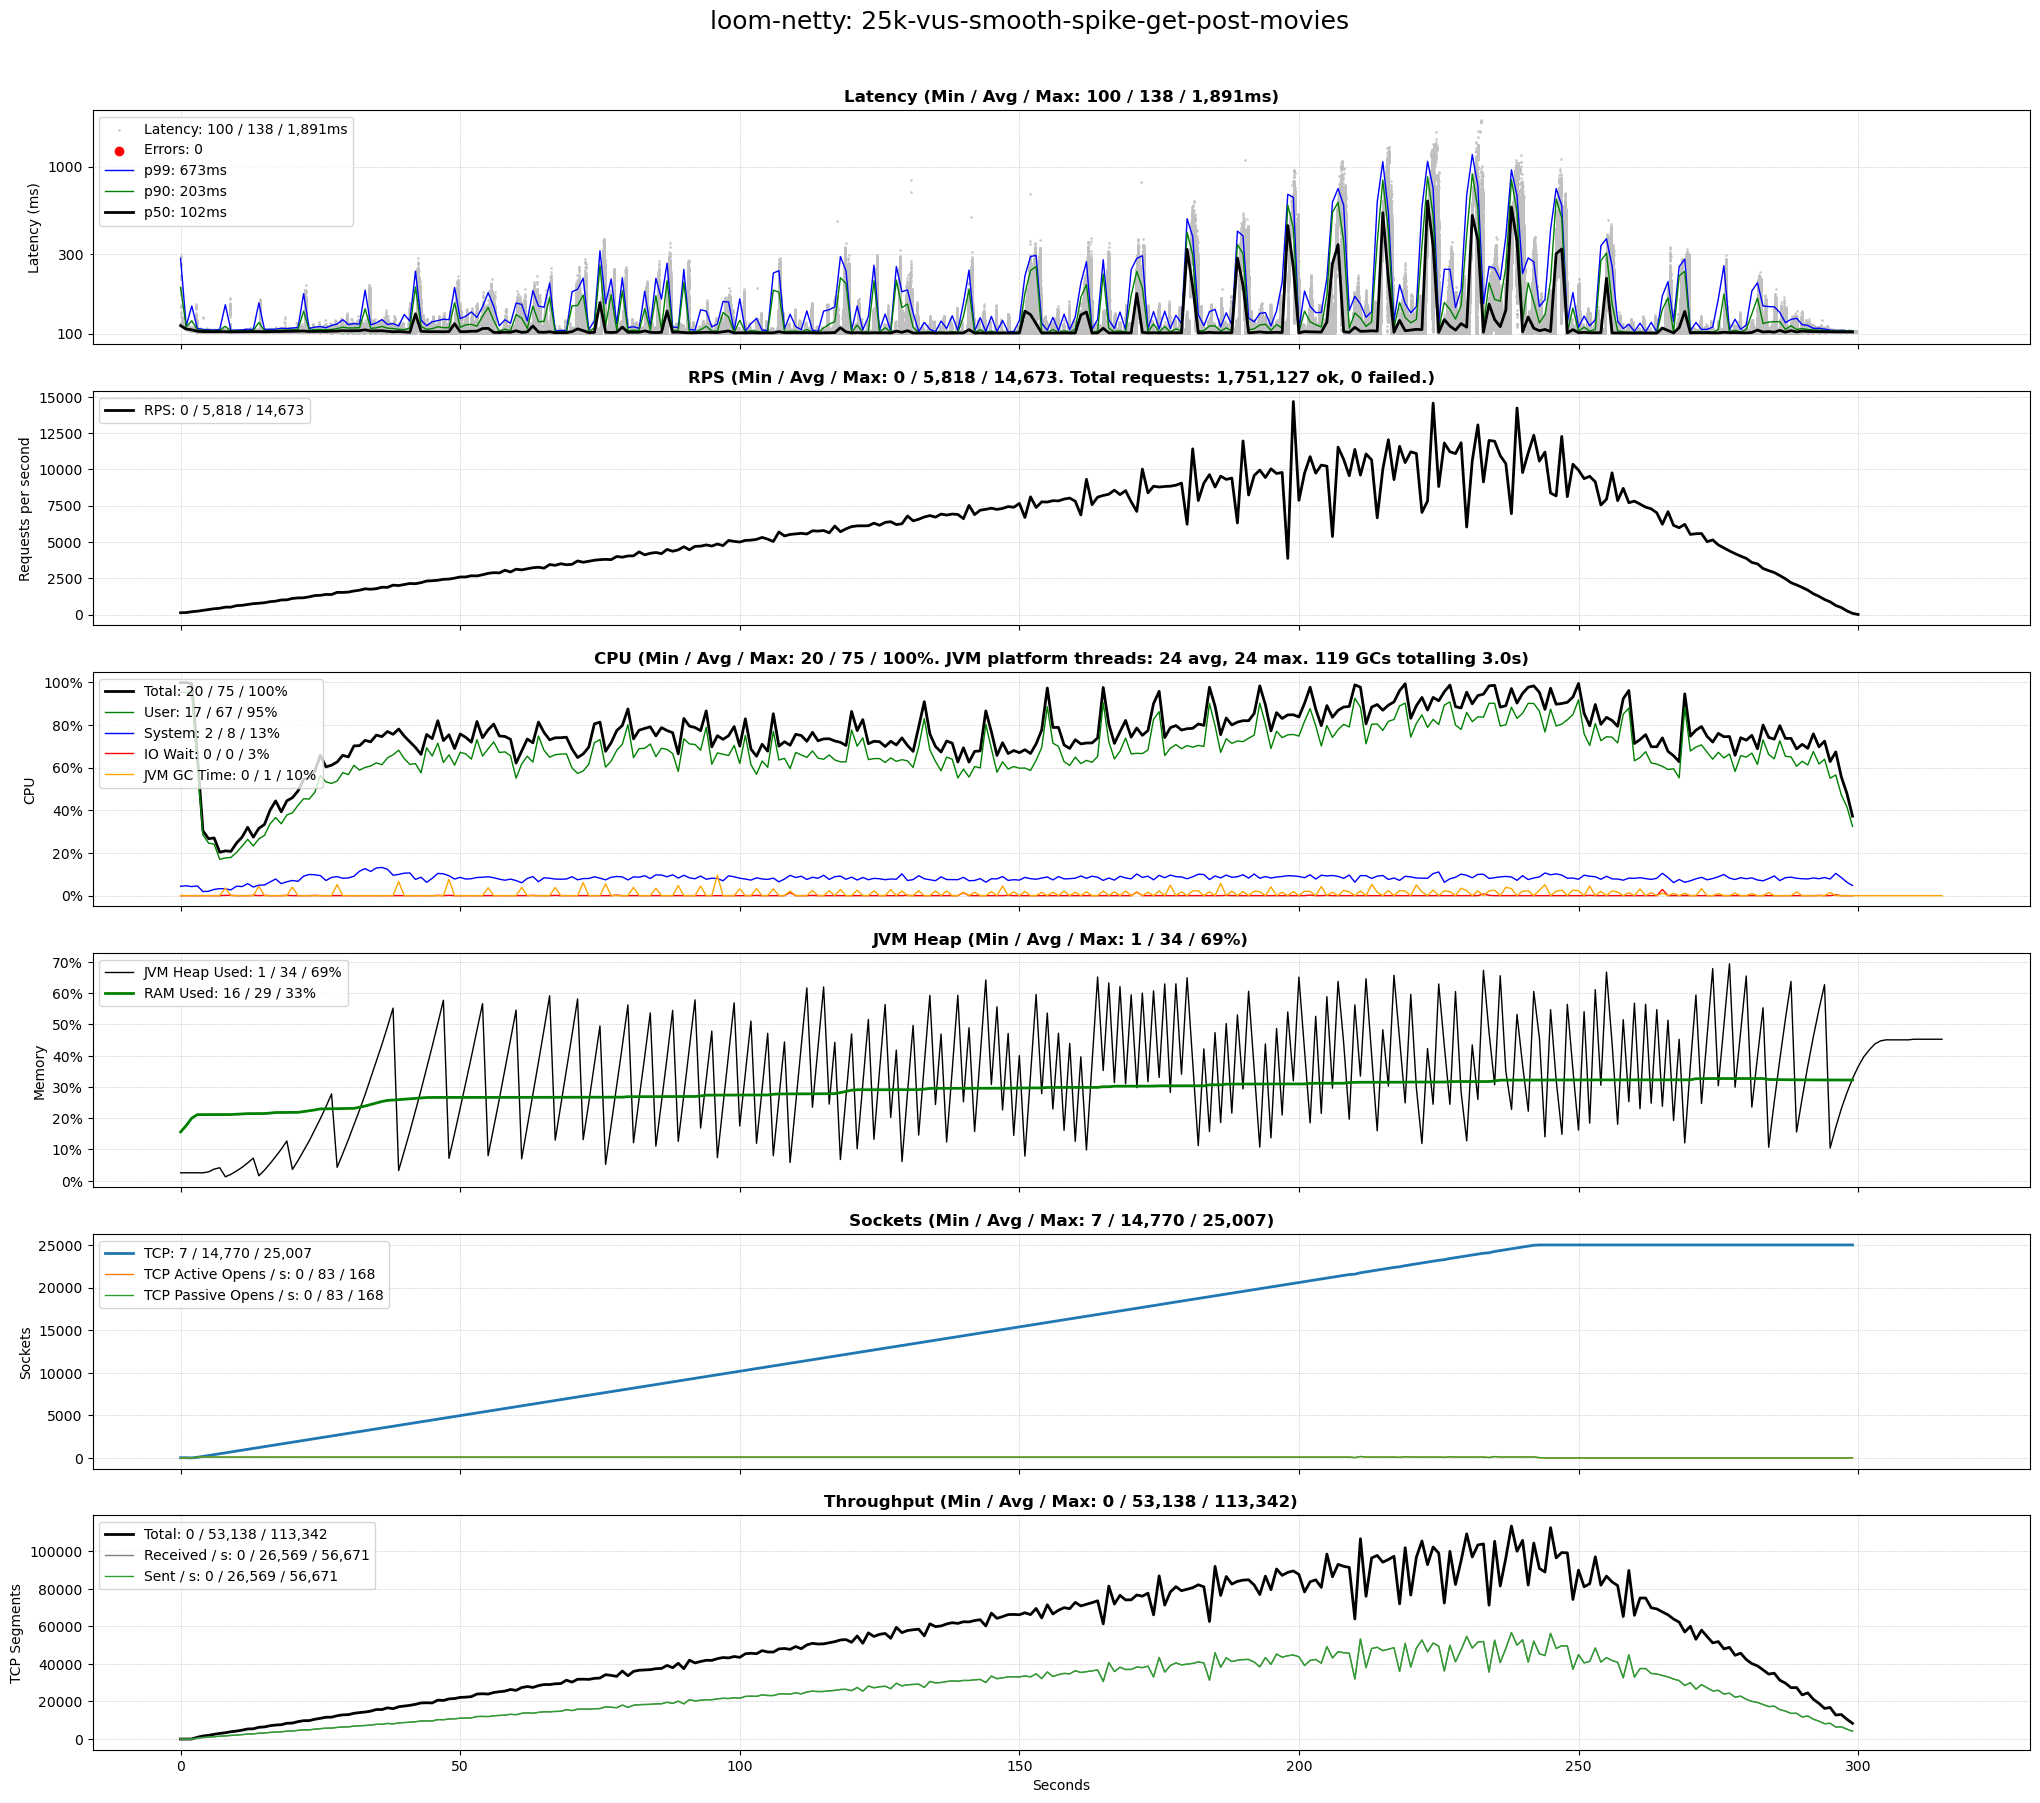 loom-netty: 25k-vus-smooth-spike-get-post-movies
Latency (Min / Avg / Max: 100 / 138 / 1,891ms)
Latency (ms)
1000
300
100
Latency: 100 / 138 / 1,891ms
Errors: 0
p99: 673ms
p90: 203ms
p50: 102ms
RPS (Min / Avg / Max: 0 / 5,818 / 14,673. Total requests: 1,751,127 ok, 0 failed.)
Requests per second
15000
12500
10000
7500
5000
2500
0
RPS: 0 / 5,818 / 14,673
CPU (Min / Avg / Max: 20 / 75 / 100%. JVM platform threads: 24 avg, 24 max. 119 GCs totalling 3.0s)
CPU
100%
80%
60%
40%
20%
0%
Total: 20 / 75 / 100%
User: 17 / 67 / 95%
System: 2 / 8 / 13%
IO Wait: 0 / 0 / 3%
JVM GC Time: 0 / 1 / 10%
JVM Heap (Min / Avg / Max: 1 / 34 / 69%)
Memory
70%
60%
50%
40%
30%
20%
10%
0%
JVM Heap Used: 1 / 34 / 69%
RAM Used: 16 / 29 / 33%
Sockets (Min / Avg / Max: 7 / 14,770 / 25,007)
Sockets
25000
20000
15000
10000
5000
0
TCP: 7 / 14,770 / 25,007
TCP Active Opens / s: 0 / 83 / 168
TCP Passive Opens / s: 0 / 83 / 168
Throughput (Min / Avg / Max: 0 / 53,138 / 113,342)
TCP Segments
100000
80000
60000
40000
20000
0
Total: 0 / 53,138 / 113,342
Received / s: 0 / 26,569 / 56,671
Sent / s: 0 / 26,569 / 56,671
0 50 100 150 200 250 300
Seconds